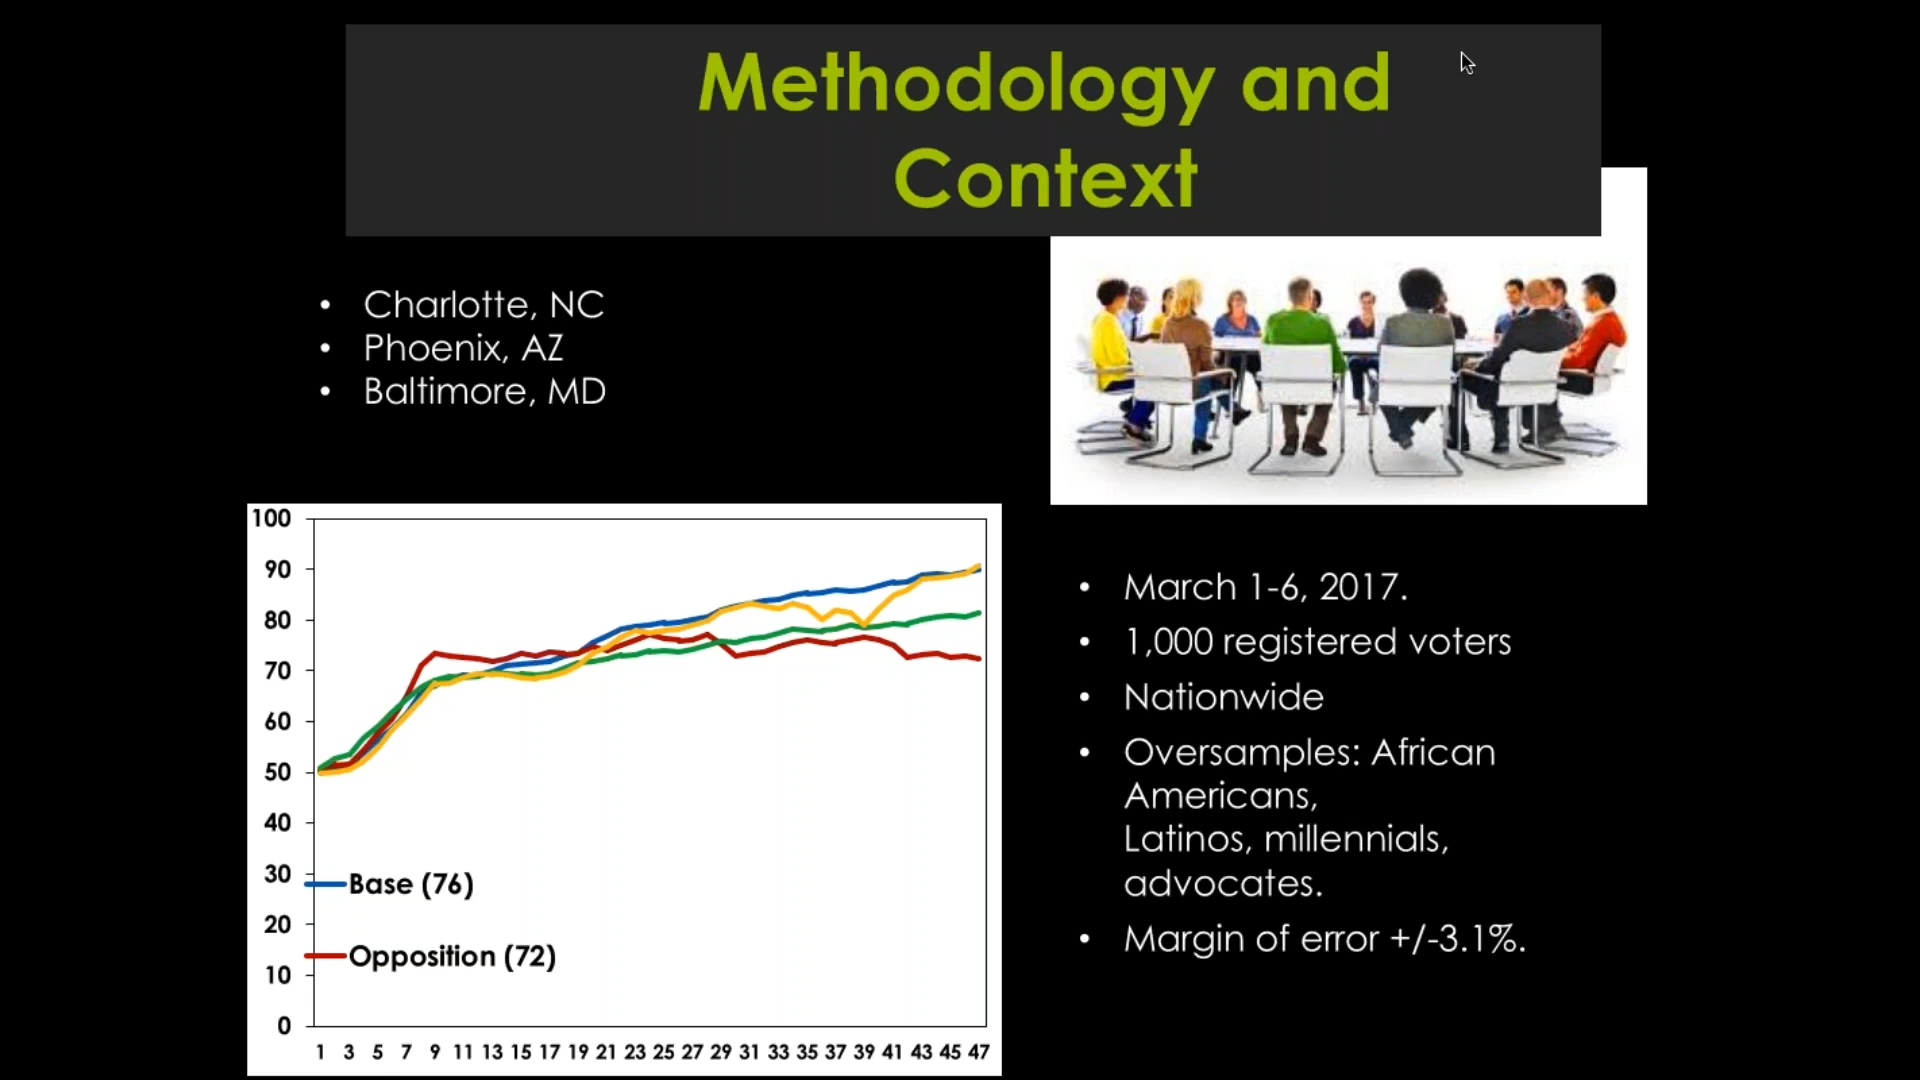 Methodology and
Context
• Charlotte, NC
• Phoenix, AZ
• Baltimore, MD
100
90
80
70
60
50
40
30
20
10
0
Base (76)
Opposition (72)
1 3 5 7 9 11 13 15 17 19 21 23 25 27 29 31 33 35 37 39 41 43 45 47
• March 1-6, 2017.
• 1,000 registered voters
• Nationwide
• Oversamples: African
Americans,
Latinos, millennials,
advocates.
• Margin of error +/-3.1%.